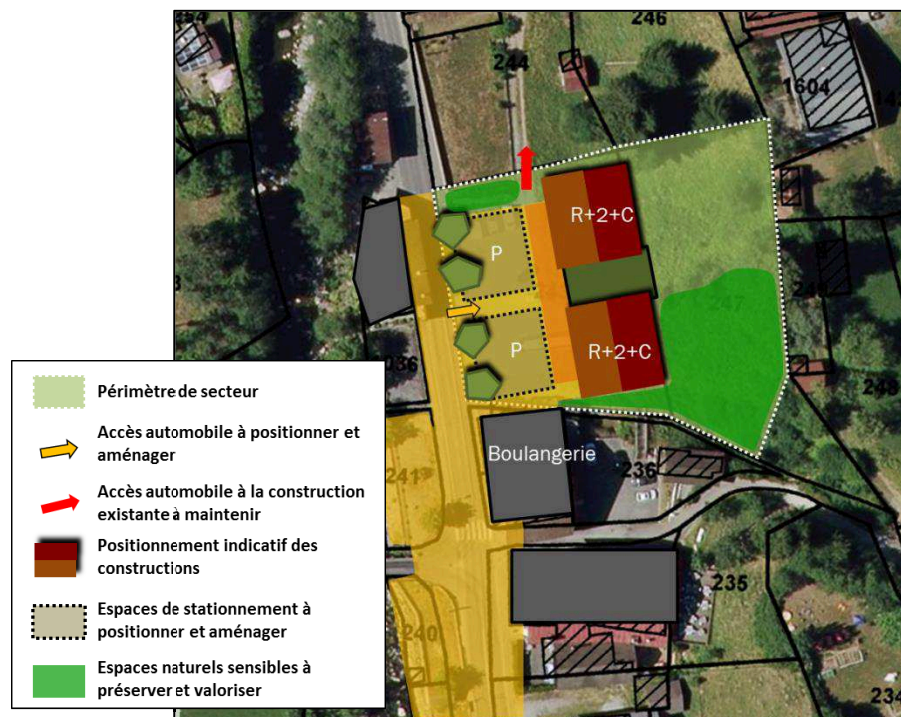 246
244
1604
R+2+C
P
247
R+2+C
P
248
241
Boulangerie
236
235
240
234
Périmètre de secteur
Accès automobile à positionner et
aménager
Accès automobile à la construction
existante à maintenir
Positionnement indicatif des
constructions
Espaces de stationnement à
positionner et aménager
Espaces naturels sensibles à
préserver et valoriser